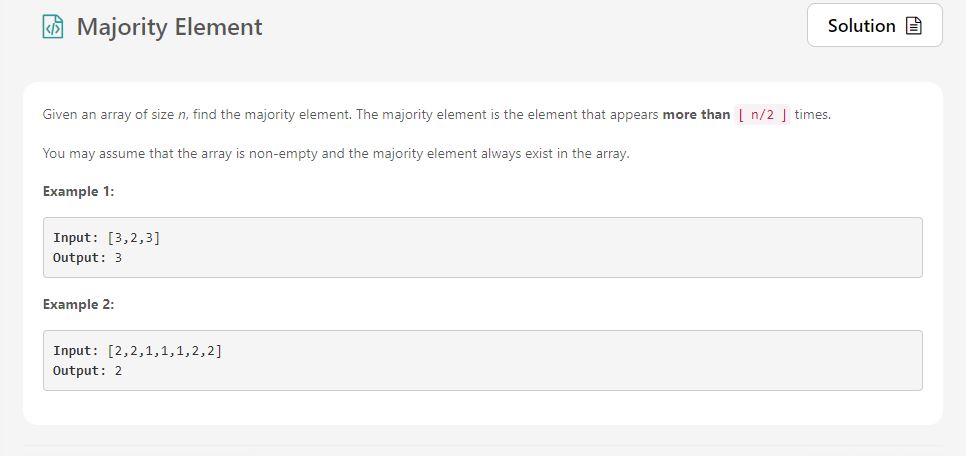 Majority Element
Solution
Given an array of size n, find the majority element. The majority element is the element that appears more than ⌊ n/2 ⌋ times.
You may assume that the array is non-empty and the majority element always exist in the array.
Example 1:
Input: [3,2,3]
Output: 3
Example 2:
Input: [2,2,1,1,1,2,2]
Output: 2